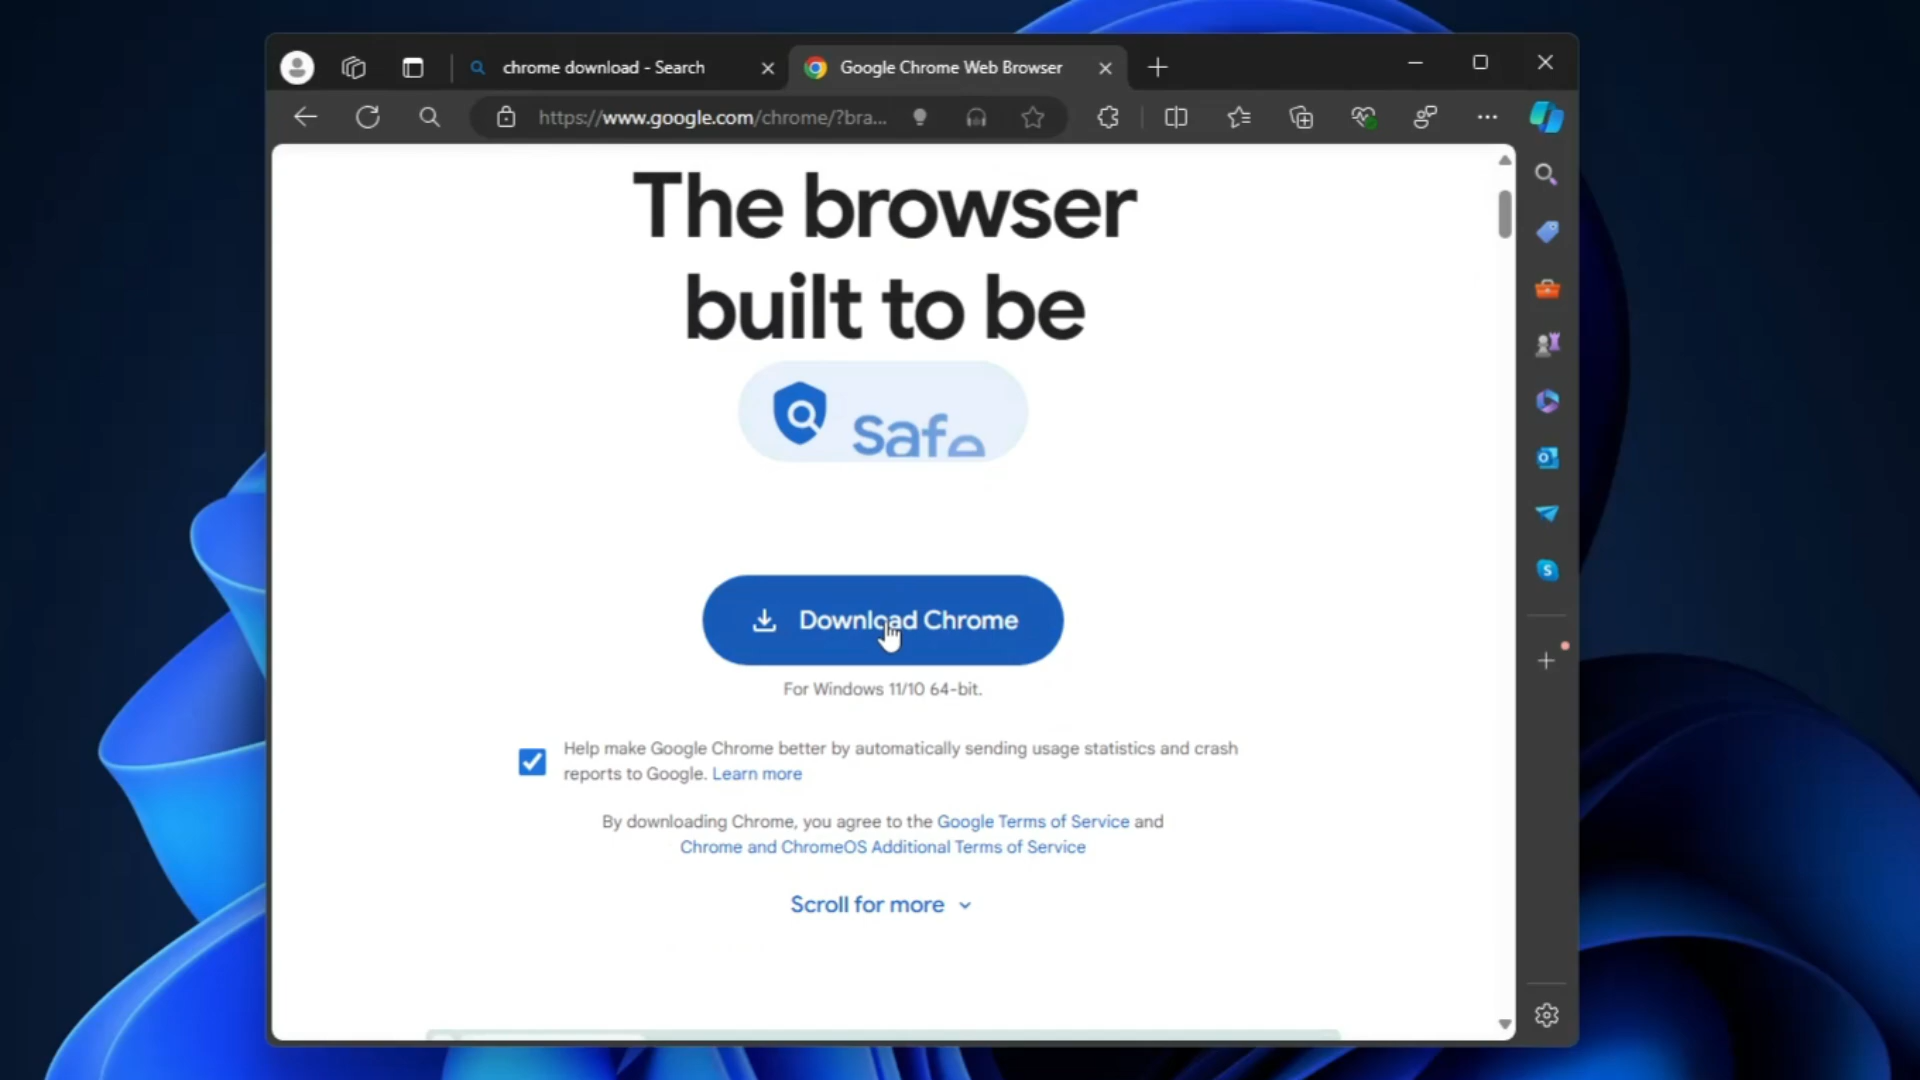 chrome download - Search
Google Chrome Web Browser
https://www.google.com/chrome/?bra...
The browser
built to be
Safe
Download Chrome
For Windows 11/10 64-bit.
Help make Google Chrome better by automatically sending usage statistics and crash
reports to Google. Learn more
By downloading Chrome, you agree to the Google Terms of Service and
Chrome and ChromeOS Additional Terms of Service
Scroll for more